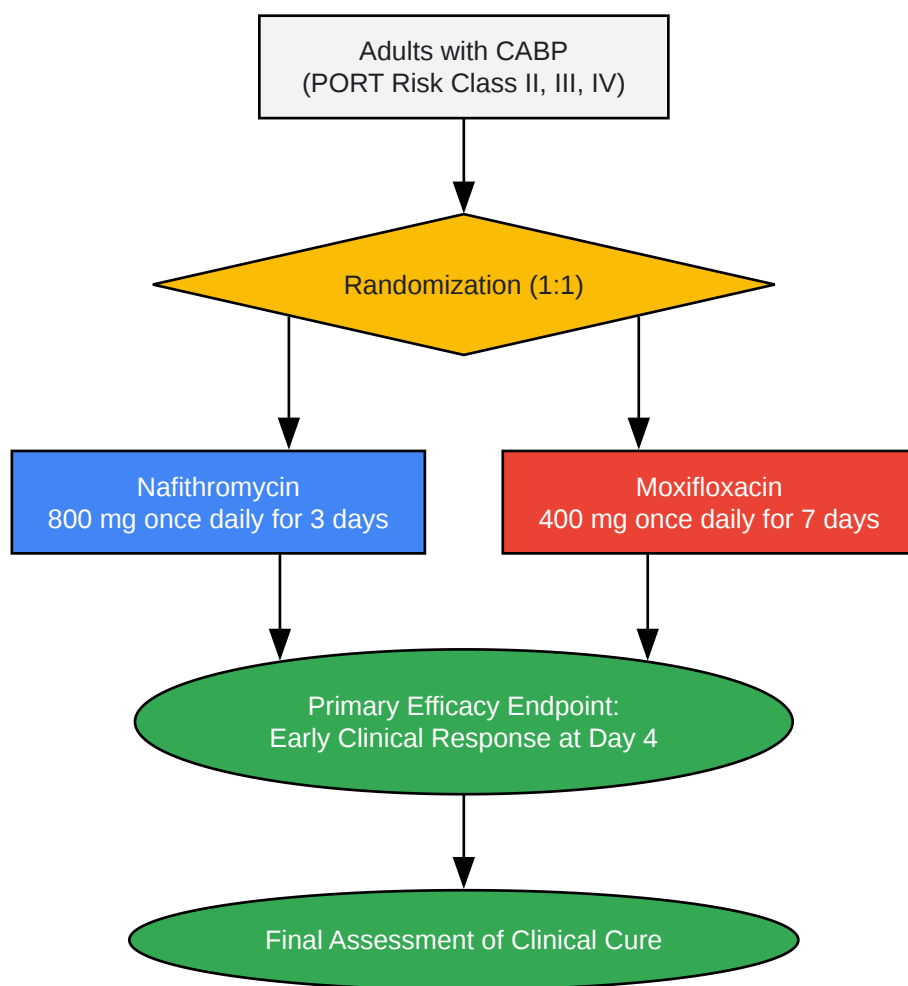 Adults with CABP
(PORT Risk Class II, III, IV)
Randomization (1:1)
Nafithromycin
800 mg once daily for 3 days
Moxifloxacin
400 mg once daily for 7 days
Primary Efficacy Endpoint:
Early Clinical Response at Day 4
Final Assessment of Clinical Cure